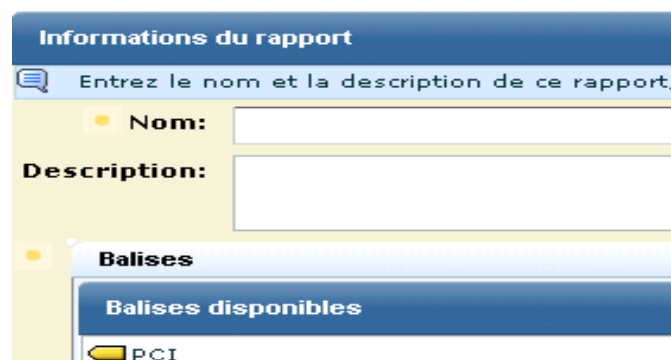 Informations du rapport
Entrez le nom et la description de ce rapport.
Nom:
Description:
Balises
Balises disponibles
PCI